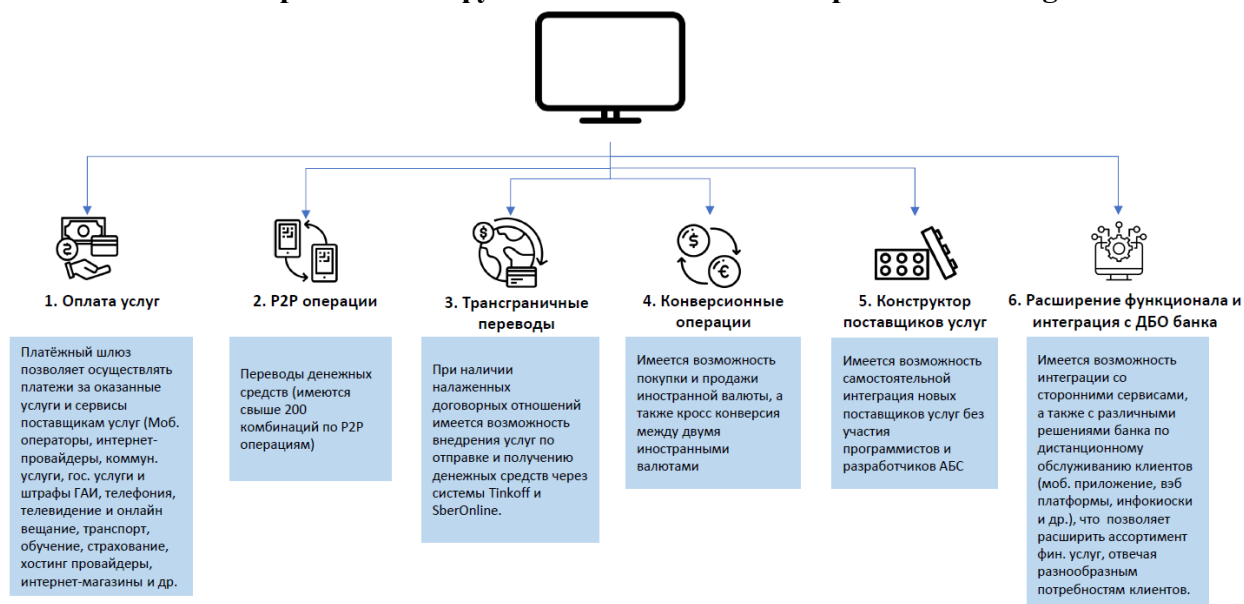 1. Оплата услуг
Платёжный шлюз
позволяет осуществлять
платежи за оказанные
услуги и сервисы
поставщикам услуг (Моб.
операторы, интернет-
провайдеры, коммун.
услуги, гос. услуги и
штрафы ГАИ, телефония,
телевидение и онлайн
вещание, транспорт,
обучение, страхование,
хостинг провайдеры,
интернет-магазины и др.
2. P2P операции
Переводы денежных
средств (имеются
свыше 200
комбинаций по P2P
операциям)
3. Трансграничные
переводы
При наличии
налаженных
договорных отношений
имеется возможность
внедрения услуг по
отправке и получению
денежных средств через
системы Tinkoff и
SberOnline.
4. Конверсионные
операции
Имеется возможность
покупки и продажи
иностранной валюты, а
также кросс конверсия
между двумя
иностранными
валютами
5. Конструктор
поставщиков услуг
Имеется возможность
самостоятельной
интеграция новых
поставщиков услуг без
участия
программистов и
разработчиков АБС
6. Расширение функционала и
интеграция с ДБО банка
Имеется возможность
интеграции со
сторонними сервисами,
а также с различными
решениями банка по
дистанционному
обслуживанию клиентов
(моб. приложение, вэб
платформы, инфокиоски
и др.), что позволяет
расширить ассортимент
фин. услуг, отвечая
разнообразным
потребностям клиентов.